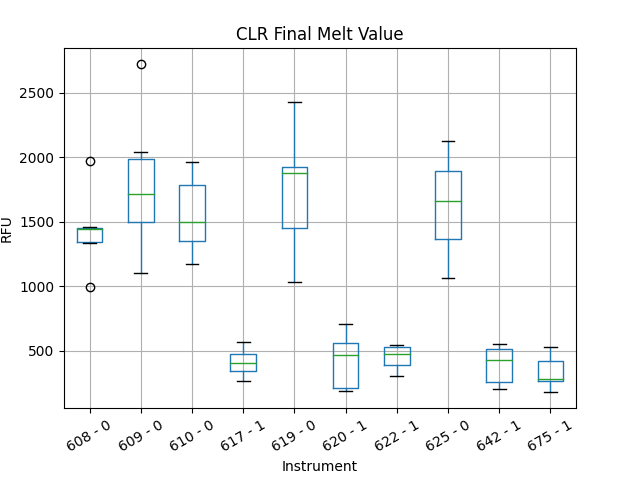 CLR Final Melt Value
RFU
2500
2000
1500
1000
500
608 - 0
609 - 0
610 - 0
617 - 1
619 - 0
620 - 1
622 - 1
625 - 0
642 - 1
675 - 1
Instrument